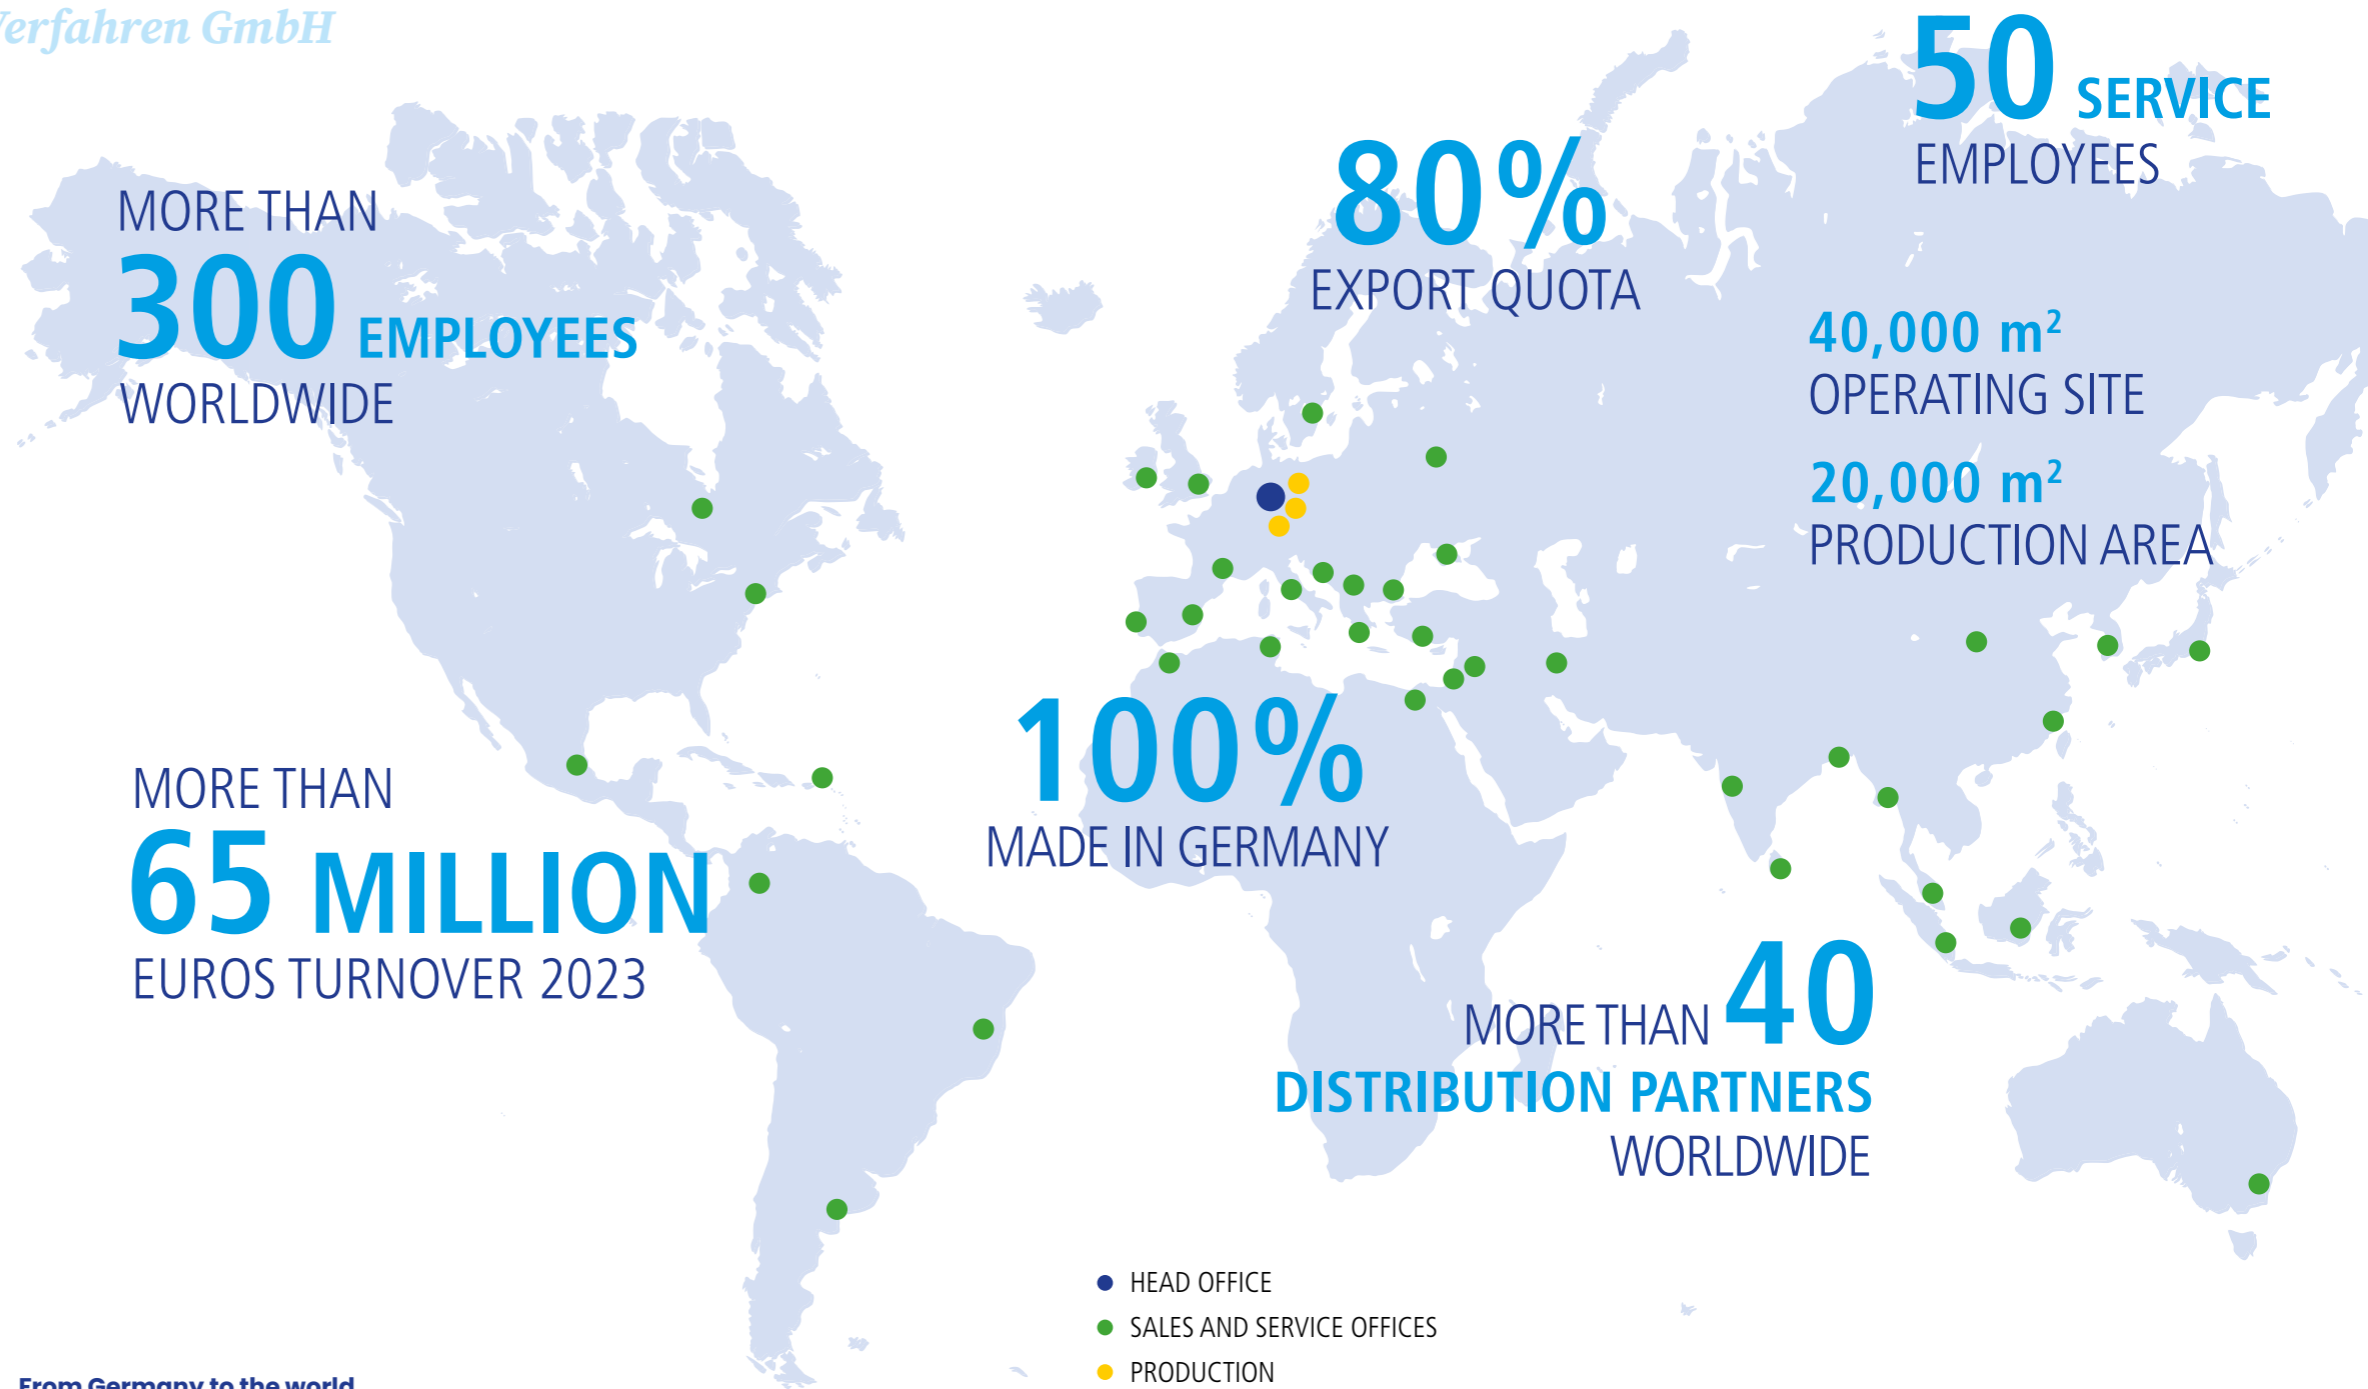 Verfahren GmbH
MORE THAN
300 EMPLOYEES
WORLDWIDE
MORE THAN
65 MILLION
EUROS TURNOVER 2023
80%
EXPORT QUOTA
100%
MADE IN GERMANY
50 SERVICE
EMPLOYEES
40,000 m²
OPERATING SITE
20,000 m²
PRODUCTION AREA
MORE THAN 40
DISTRIBUTION PARTNERS
WORLDWIDE
HEAD OFFICE
SALES AND SERVICE OFFICES
PRODUCTION
From Germany to the world